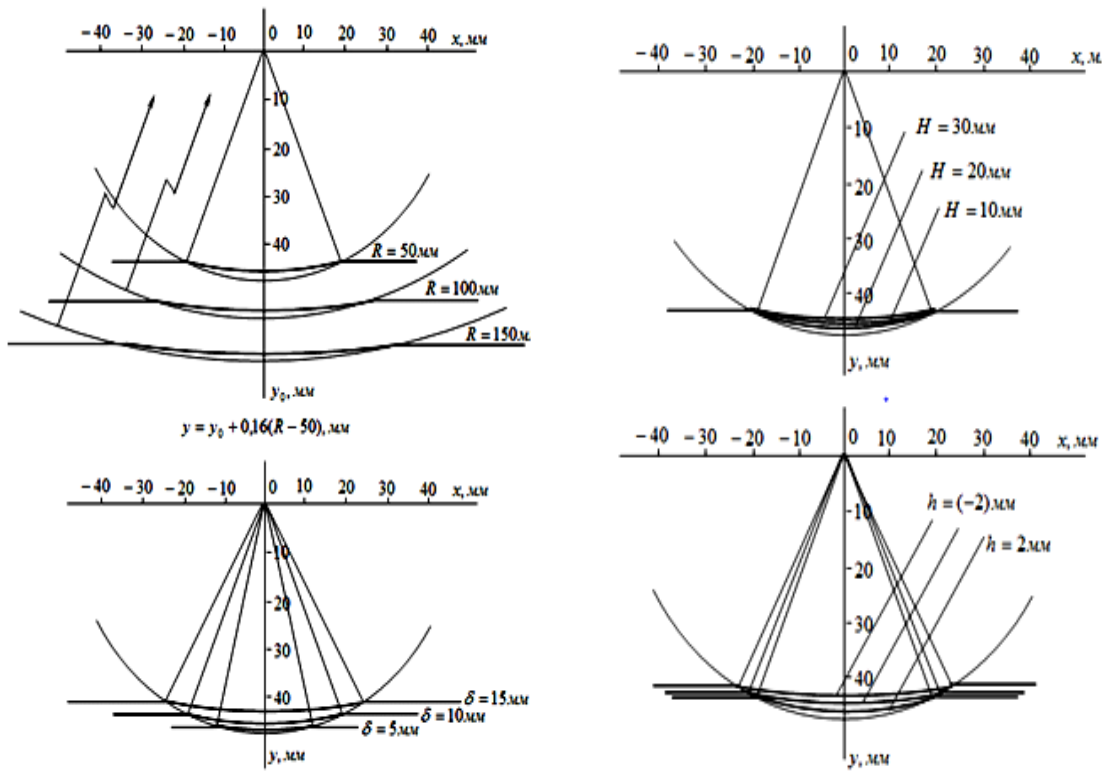 −40 −30 −20 −10 0 10 20 30 40 x, мм
10
20
30
40
R = 50мм
R = 100мм
R = 150м.
y₀, мм
y = y₀ + 0,16(R − 50), мм
−40 −30 −20 −10 0 10 20 30 40 x, м.
10
20
30
40
H = 30мм
H = 20мм
H = 10мм
y, мм
−40 −30 −20 −10 0 10 20 30 40 x, мм
10
20
30
40
δ = 15мм
δ = 10мм
δ = 5мм
y, мм
−40 −30 −20 −10 0 10 20 30 40 x, мм
10
20
30
40
h = (−2)мм
h = 2мм
y, мм